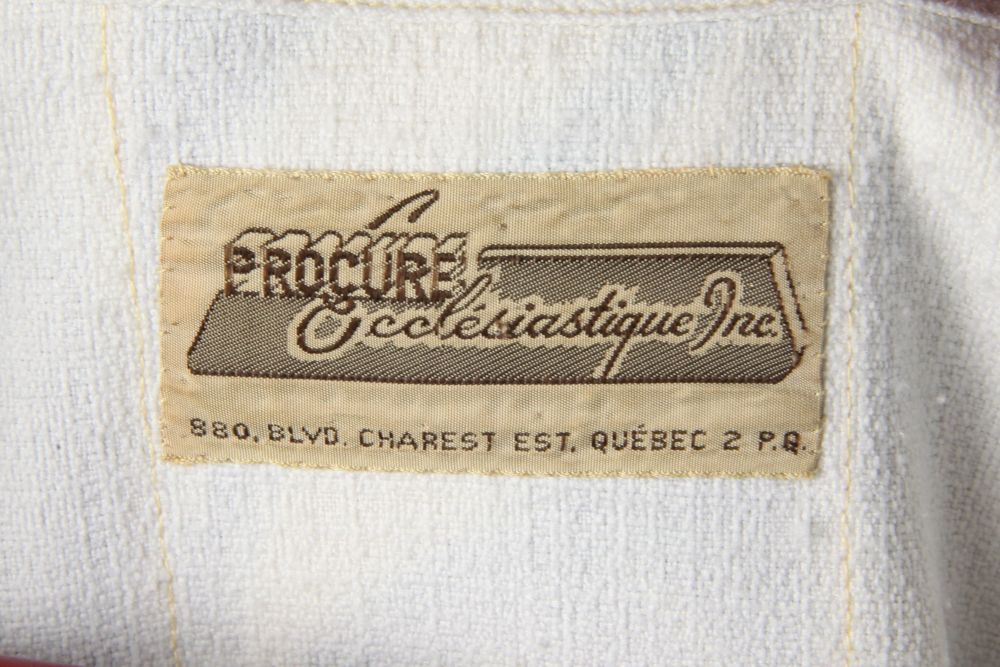 PROCURE
Ecclésiastique Inc.
880, BLVD. CHAREST EST, QUÉBEC 2 P.Q.